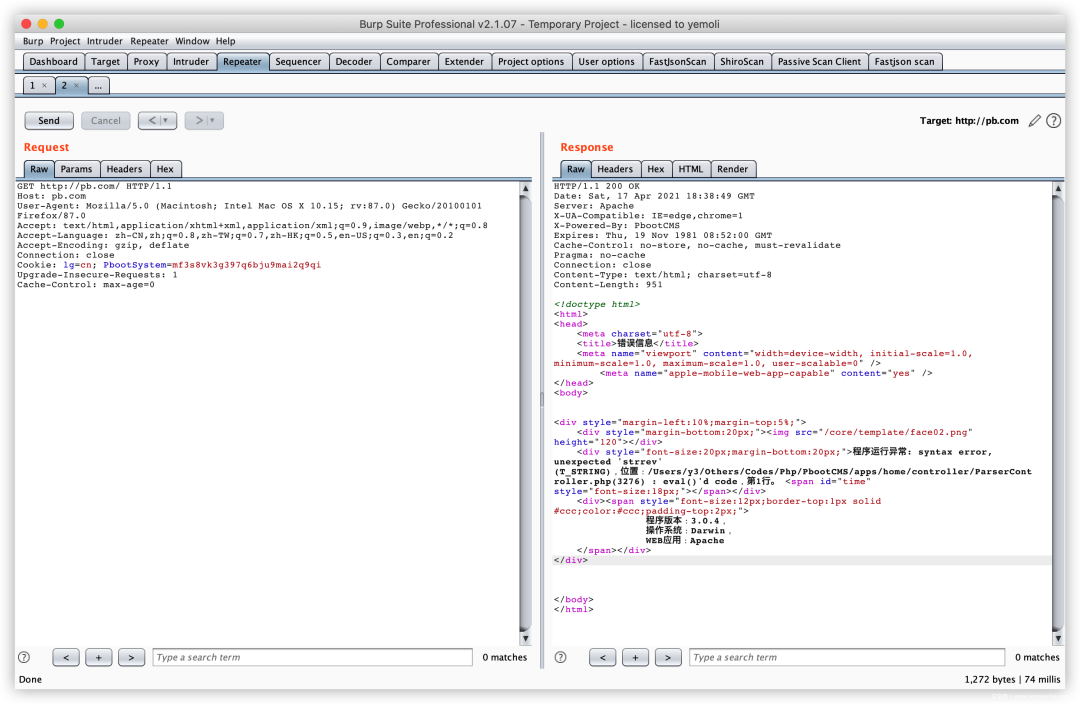 Burp Suite Professional v2.1.07 - Temporary Project - licensed to yemoli
Burp Project Intruder Repeater Window Help
Dashboard Target Proxy Intruder Repeater Sequencer Decoder Comparer Extender Project options User options FastJsonScan ShiroScan Passive Scan Client Fastjson scan
1 × 2 × ...
Send Cancel < | ▾ > | ▾ Target: http://pb.com ?
Request
Raw Params Headers Hex
GET http://pb.com/ HTTP/1.1
Host: pb.com
User-Agent: Mozilla/5.0 (Macintosh; Intel Mac OS X 10.15; rv:87.0) Gecko/20100101
Firefox/87.0
Accept: text/html,application/xhtml+xml,application/xml;q=0.9,image/webp,*/*;q=0.8
Accept-Language: zh-CN,zh;q=0.8,zh-TW;q=0.7,zh-HK;q=0.5,en-US;q=0.3,en;q=0.2
Accept-Encoding: gzip, deflate
Connection: close
Cookie: lg=cn; PbootSystem=mf3s8vk3g397q6bju9mai2q9qi
Upgrade-Insecure-Requests: 1
Cache-Control: max-age=0
? < + > Type a search term 0 matches
Response
Raw Headers Hex HTML Render
HTTP/1.1 200 OK
Date: Sat, 17 Apr 2021 18:38:49 GMT
Server: Apache
X-UA-Compatible: IE=edge,chrome=1
X-Powered-By: PbootCMS
Expires: Thu, 19 Nov 1981 08:52:00 GMT
Cache-Control: no-store, no-cache, must-revalidate
Pragma: no-cache
Connection: close
Content-Type: text/html; charset=utf-8
Content-Length: 951
<!doctype html>
<html>
<head>
<meta charset="utf-8">
<title>错误信息</title>
<meta name="viewport" content="width=device-width, initial-scale=1.0,
minimum-scale=1.0, maximum-scale=1.0, user-scalable=0" />
<meta name="apple-mobile-web-app-capable" content="yes" />
</head>
<body>
<div style="margin-left:10%;margin-top:5%;">
<div style="margin-bottom:20px;"><img src="/core/template/face02.png"
height="120"></div>
<div style="font-size:20px;margin-bottom:20px;">程序运行异常: syntax error,
unexpected 'strrev'
(T_STRING)，位置：/Users/y3/Others/Codes/Php/PbootCMS/apps/home/controller/ParserCont
roller.php(3276) : eval()'d code，第1行。 <span id="time"
style="font-size:18px;"></span></div>
<div><span style="font-size:12px;border-top:1px solid
#ccc;color:#ccc;padding-top:2px;">
程序版本：3.0.4，
操作系统：Darwin，
WEB应用：Apache
</span></div>
</div>
</body>
</html>
? < + > Type a search term 0 matches
Done 1,272 bytes | 74 millis